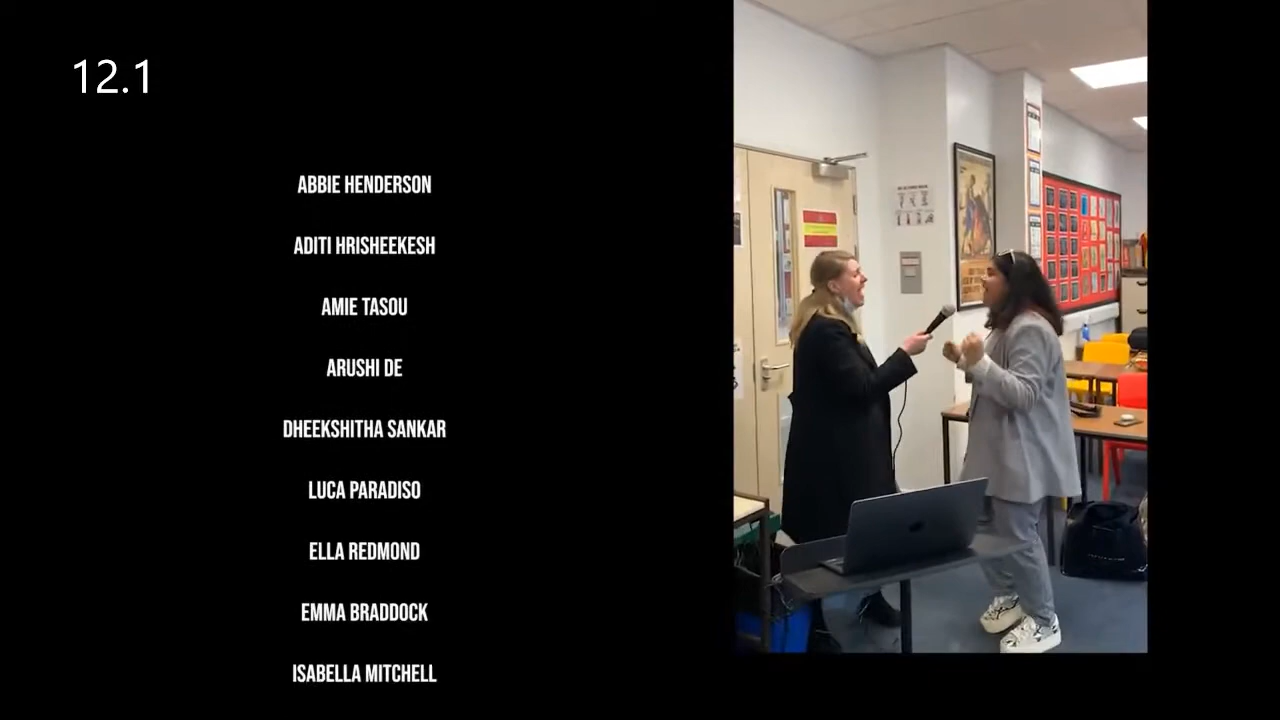 12.1
ABBIE HENDERSON
ADITI HRISHEEKESH
AMIE TASOU
ARUSHI DE
DHEEKSHITHA SANKAR
LUCA PARADISO
ELLA REDMOND
EMMA BRADDOCK
ISABELLA MITCHELL